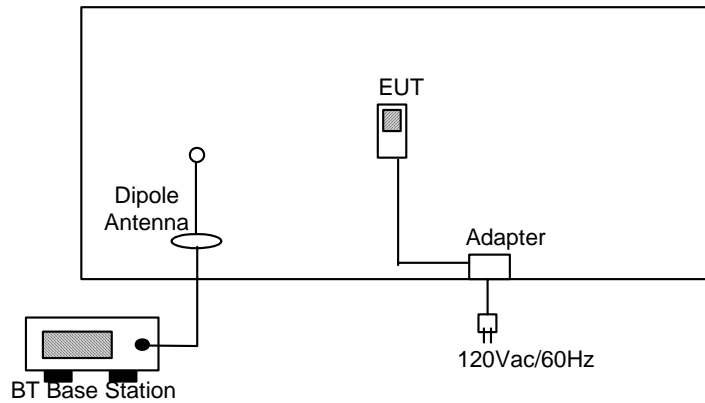 EUT
Dipole
Antenna
Adapter
120Vac/60Hz
BT Base Station